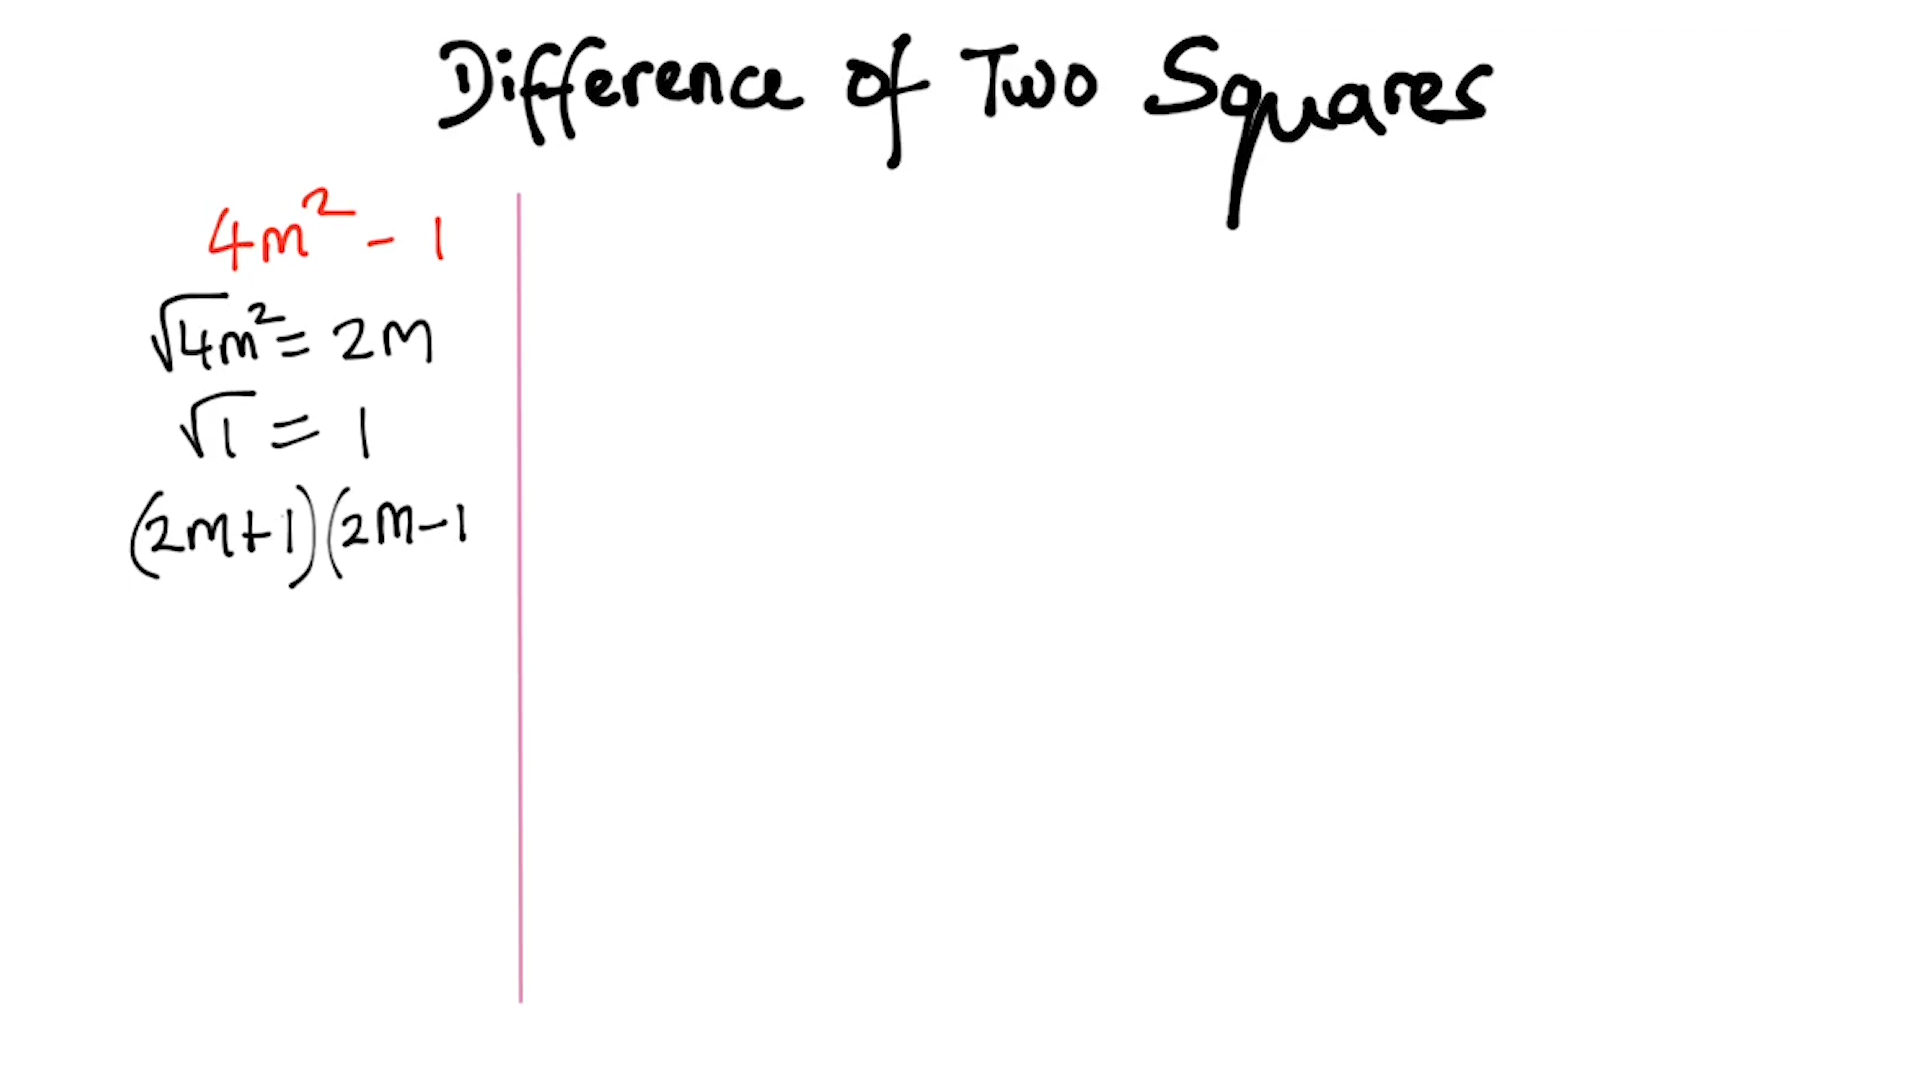 Difference of Two Squares
4m² - 1
√4m² = 2m
√1 = 1
(2m+1)(2m-1